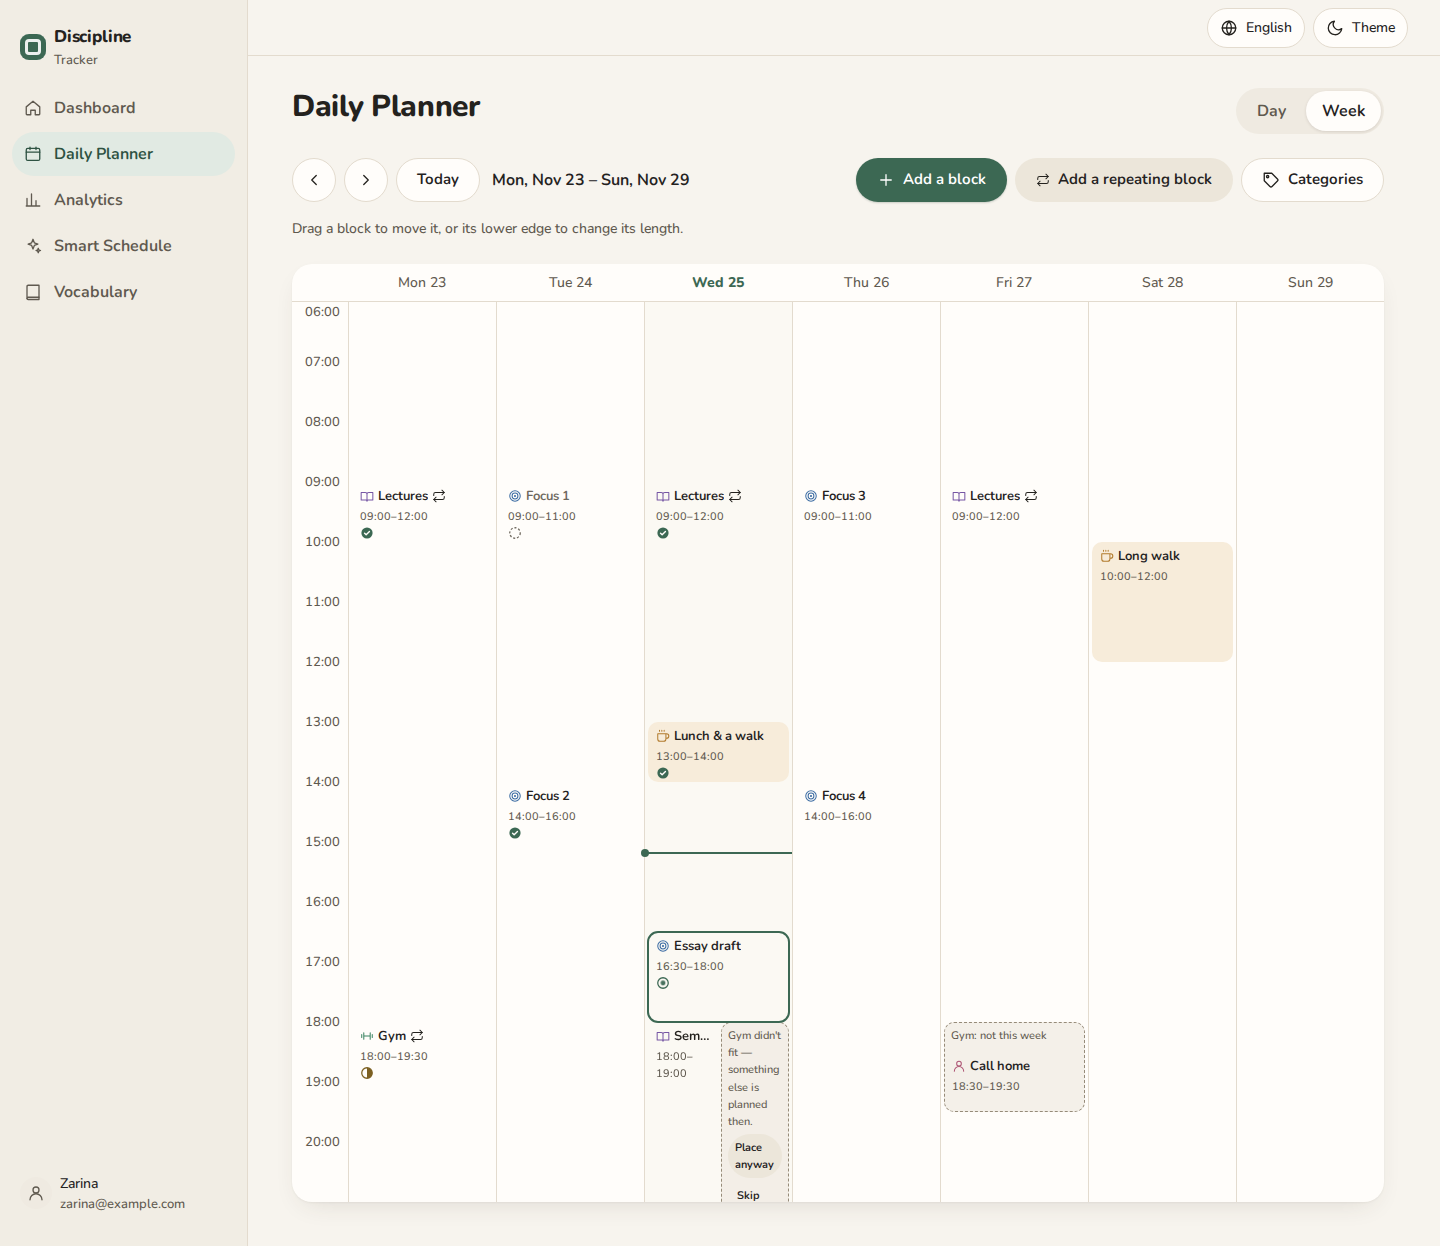 Discipline
Tracker
Dashboard
Daily Planner
Analytics
Smart Schedule
Vocabulary
Zarina
zarina@example.com
English
Theme
Daily Planner
Day
Week
Today
Mon, Nov 23 – Sun, Nov 29
Add a block
Add a repeating block
Categories
Drag a block to move it, or its lower edge to change its length.
Mon 23
Tue 24
Wed 25
Thu 26
Fri 27
Sat 28
Sun 29
06:00
07:00
08:00
09:00
10:00
11:00
12:00
13:00
14:00
15:00
16:00
17:00
18:00
19:00
20:00
Lectures
09:00–12:00
Gym
18:00–19:30
Focus 1
09:00–11:00
Focus 2
14:00–16:00
Lectures
09:00–12:00
Lunch & a walk
13:00–14:00
Essay draft
16:30–18:00
Sem...
18:00–
19:00
Gym didn't
fit —
something
else is
planned
then.
Place
anyway
Skip
Focus 3
09:00–11:00
Focus 4
14:00–16:00
Lectures
09:00–12:00
Gym: not this week
Call home
18:30–19:30
Long walk
10:00–12:00